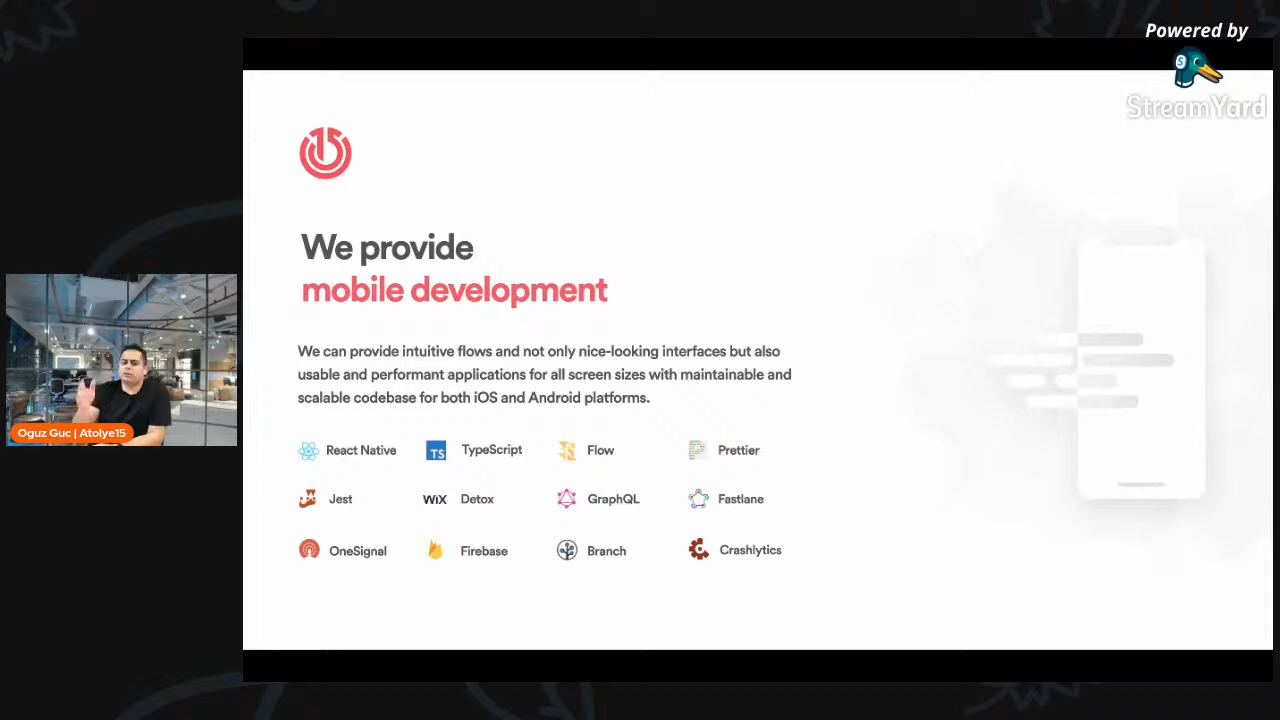 Powered by
StreamYard
15
We provide
mobile development
We can provide intuitive flows and not only nice-looking interfaces but also
usable and performant applications for all screen sizes with maintainable and
scalable codebase for both iOS and Android platforms.
React Native
TS TypeScript
Flow
Prettier
Jest
WiX Detox
GraphQL
Fastlane
OneSignal
Firebase
Branch
Crashlytics
Oguz Guc | Atolye15